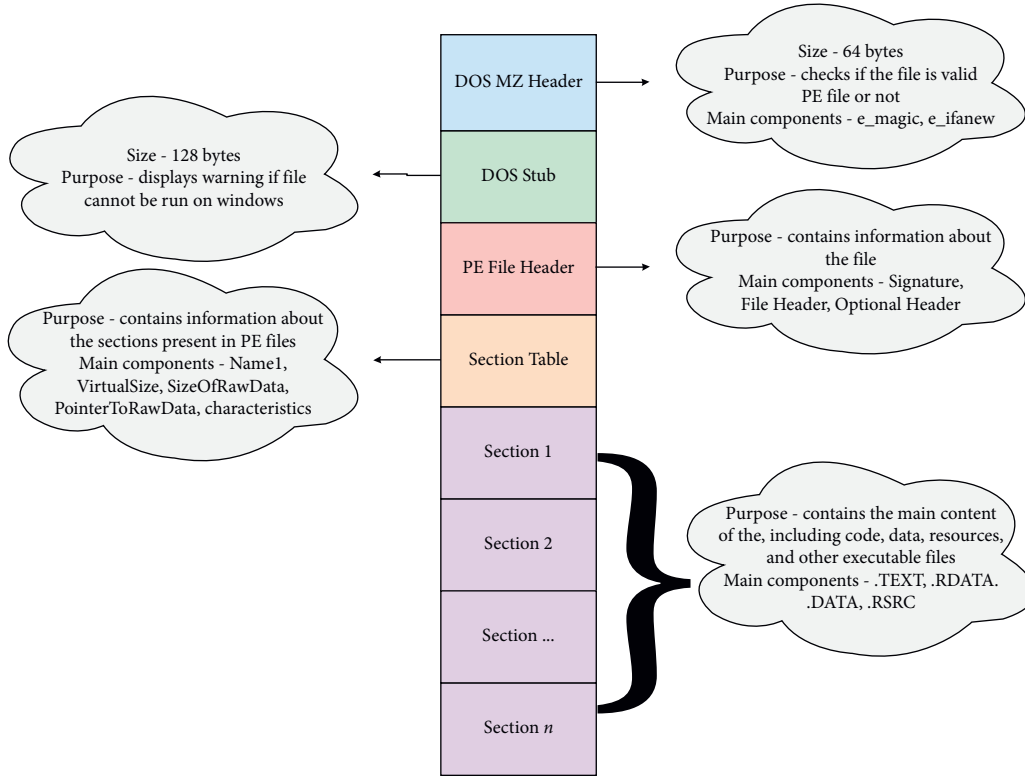 DOS MZ Header
Size - 64 bytes
Purpose - checks if the file is valid
PE file or not
Main components - e_magic, e_ifanew
Size - 128 bytes
Purpose - displays warning if file
cannot be run on windows
DOS Stub
PE File Header
Purpose - contains information about
the file
Main components - Signature,
File Header, Optional Header
Purpose - contains information about
the sections present in PE files
Main components - Name1,
VirtualSize, SizeOfRawData,
PointerToRawData, characteristics
Section Table
Section 1
Section 2
Section ...
Section n
Purpose - contains the main content
of the, including code, data, resources,
and other executable files
Main components - .TEXT, .RDATA.
.DATA, .RSRC